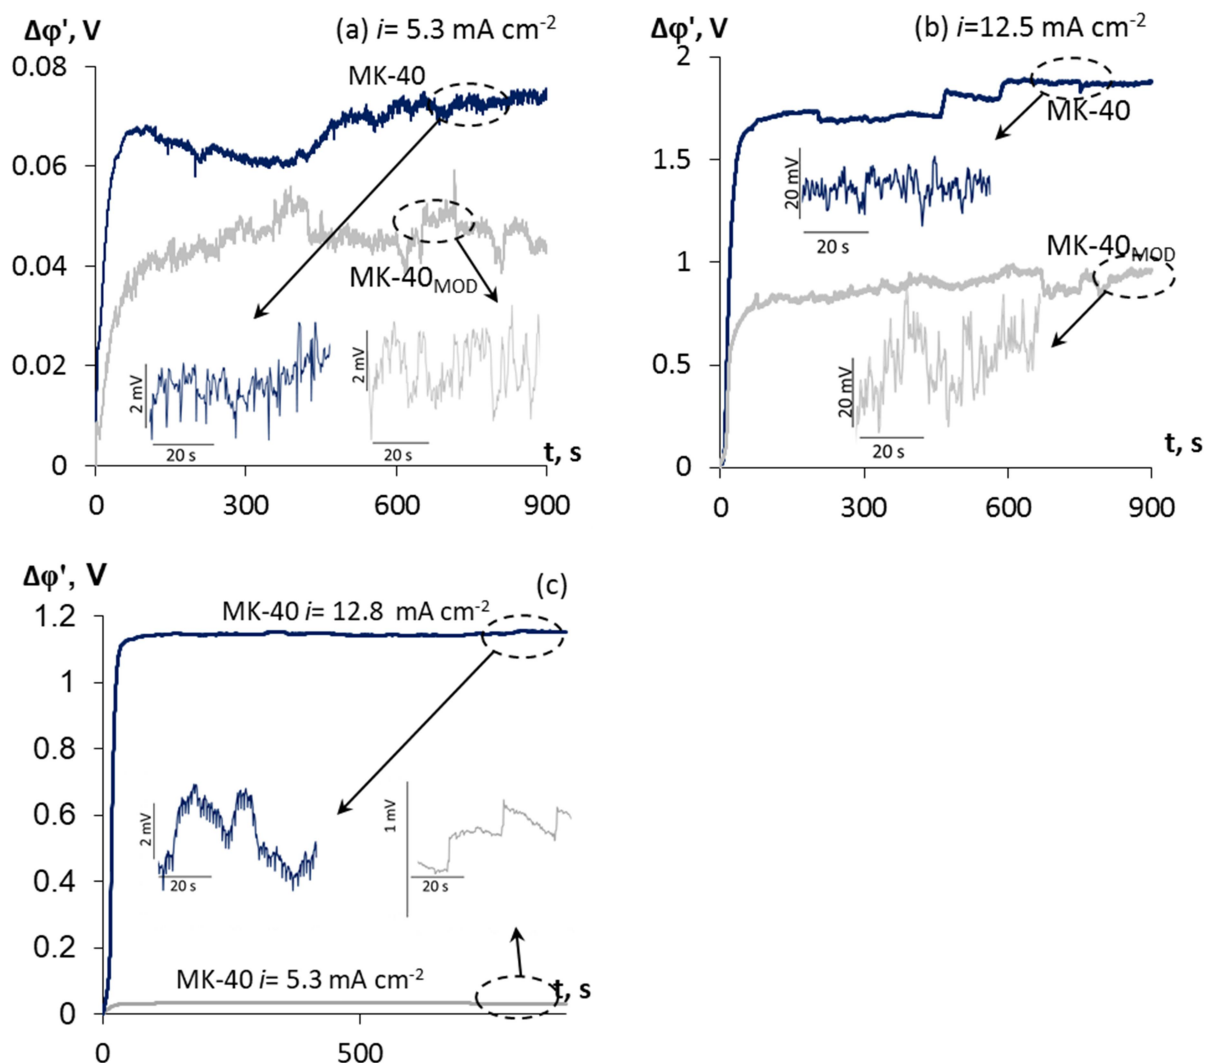 Δφ', V
(a) i= 5.3 mA cm-2
0.08
MK-40
0.06
0.04
MK-40MOD
0.02
2 mV
20 s
2 mV
20 s
t, s
0
0
300
600
900
Δφ', V
(b) i=12.5 mA cm-2
2
MK-40
1.5
20 mV
20 s
MK-40MOD
1
0.5
20 mV
20 s
t, s
0
0
300
600
900
Δφ', V
(c)
1.2
MK-40 i= 12.8 mA cm-2
1
0.8
0.6
2 mV
20 s
1 mV
20 s
0.4
0.2
MK-40 i= 5.3 mA cm-2
t, s
0
0
500